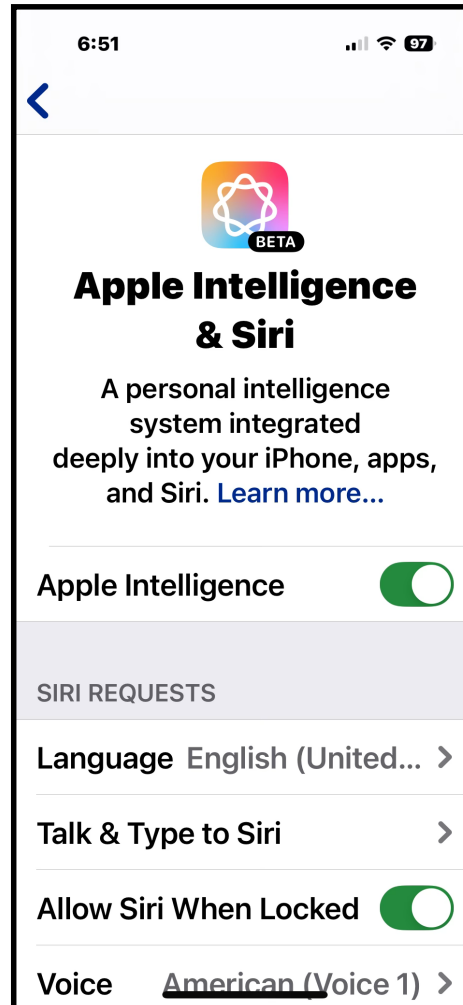 6:51
97
BETA
Apple Intelligence
& Siri
A personal intelligence
system integrated
deeply into your iPhone, apps,
and Siri. Learn more...
Apple Intelligence
SIRI REQUESTS
Language English (United...
Talk & Type to Siri
Allow Siri When Locked
Voice American (Voice 1)